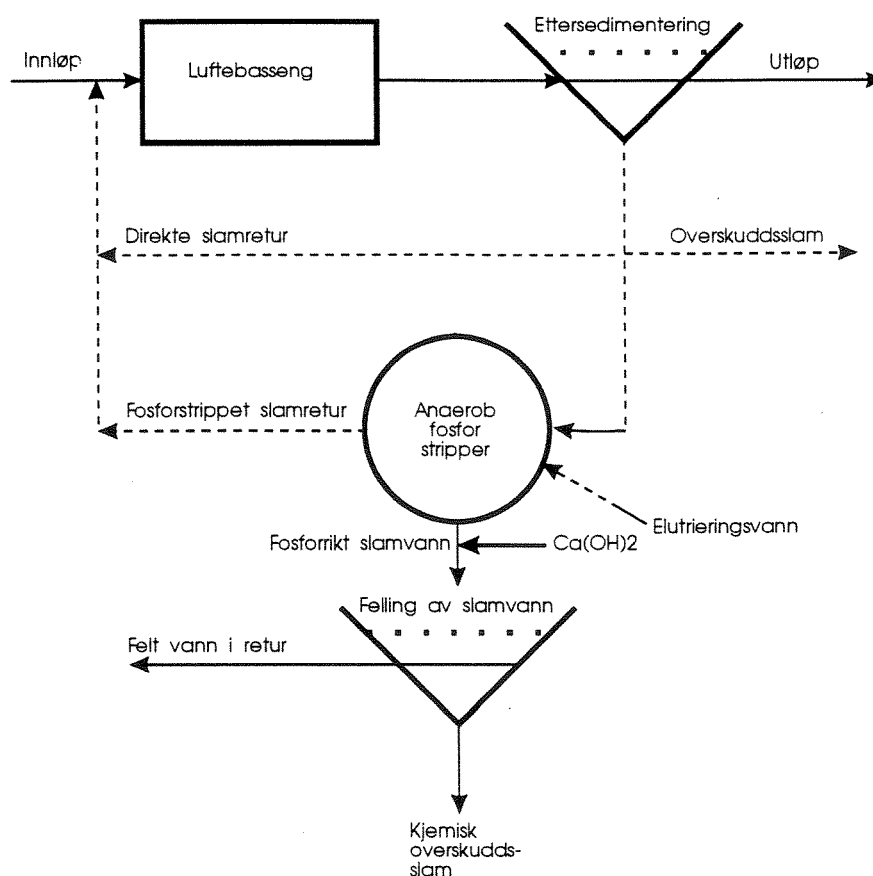 Ettersedimentering
Innløp
Luftebasseng
Utløp
Direkte slamretur
Overskuddsslam
Fosforstrippet slamretur
Anaerob
fosfor
stripper
Elutrieringsvann
Fosforrikt slamvann
Ca(OH)2
Felling av slamvann
Felt vann i retur
Kjemisk
overskudds-
slam